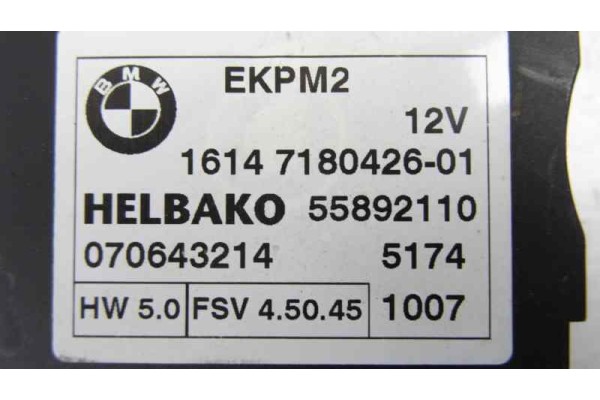 BMW
EKPM2
12V
1614 7180426-01
HELBAKO 55892110
070643214 5174
HW 5.0 FSV 4.50.45 1007